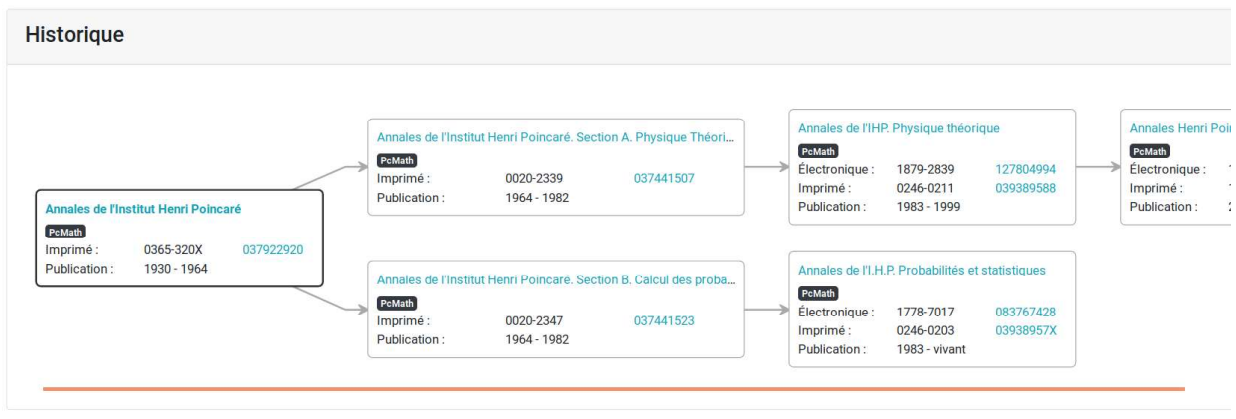 Historique
Annales de l'Institut Henri Poincaré
PcMath
Imprimé : 0365-320X 037922920
Publication : 1930 - 1964
Annales de l'Institut Henri Poincaré. Section A. Physique Théori...
PcMath
Imprimé : 0020-2339 037441507
Publication : 1964 - 1982
Annales de l'Institut Henri Poincaré. Section B. Calcul des proba...
PcMath
Imprimé : 0020-2347 037441523
Publication : 1964 - 1982
Annales de l'IHP. Physique théorique
PcMath
Électronique : 1879-2839 127804994
Imprimé : 0246-0211 039389588
Publication : 1983 - 1999
Annales de l'I.H.P. Probabilités et statistiques
PcMath
Électronique : 1778-7017 083767428
Imprimé : 0246-0203 03938957X
Publication : 1983 - vivant
Annales Henri
PcMath
Électronique :
Imprimé :
Publication :